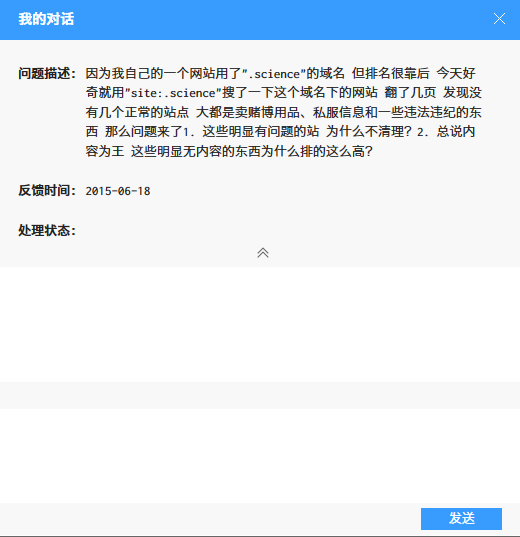 我的对话
问题描述: 因为我自己的一个网站用了".science"的域名 但排名很靠后 今天好
奇就用"site:.science"搜了一下这个域名下的网站 翻了几页 发现没
有几个正常的站点 大都是卖赌博用品、私服信息和一些违法违纪的东
西 那么问题来了1. 这些明显有问题的站 为什么不清理? 2. 总说内
容为王 这些明显无内容的东西为什么排的这么高?
反馈时间: 2015-06-18
处理状态:
发送